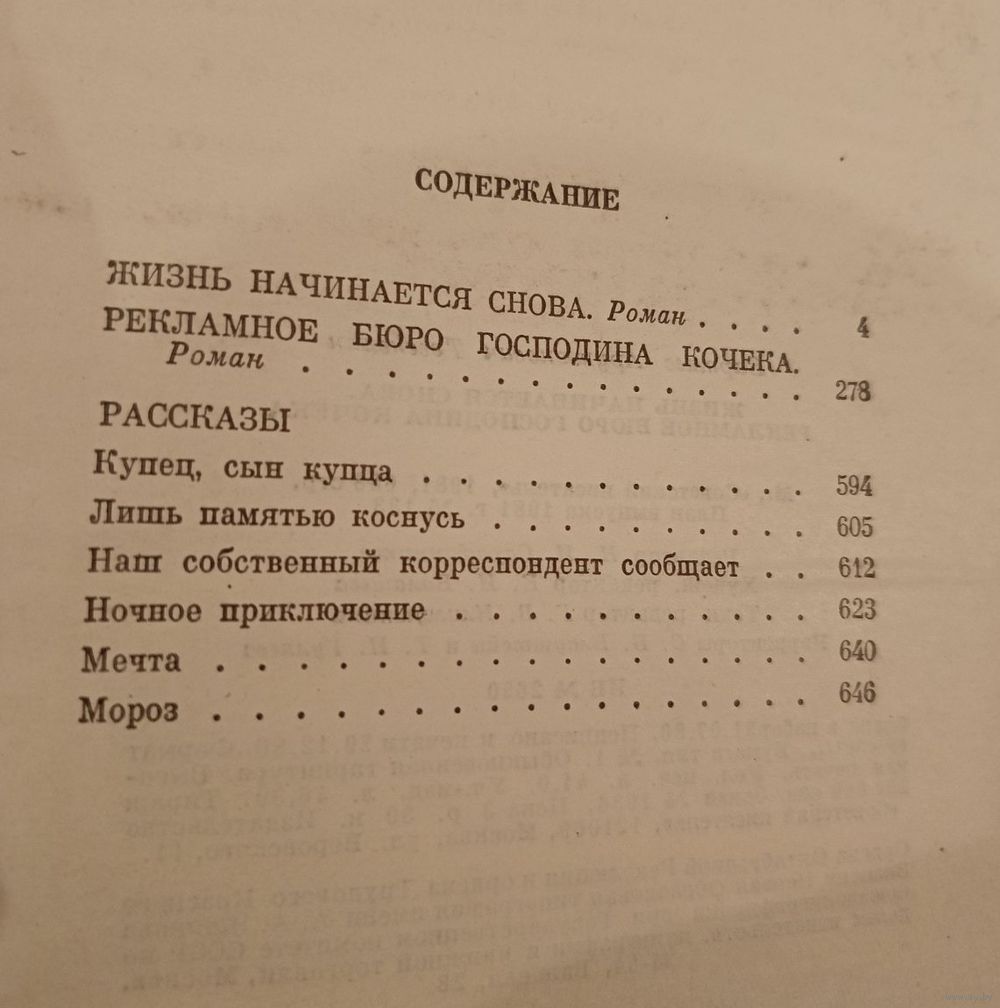 СОДЕРЖАНИЕ
ЖИЗНЬ НАЧИНАЕТСЯ СНОВА. Роман . . . . 4
РЕКЛАМНОЕ БЮРО ГОСПОДИНА КОЧЕКА.
Роман . . . . . . . . . . . . . 278
РАССКАЗЫ
Купец, сын купца . . . . . . . . . . . 594
Лишь памятью коснусь . . . . . . . . . 605
Наш собственный корреспондент сообщает . . 612
Ночное приключение . . . . . . . . . . 623
Мечта . . . . . . . . . . . . . . . . 640
Мороз . . . . . . . . . . . . . . . . 646